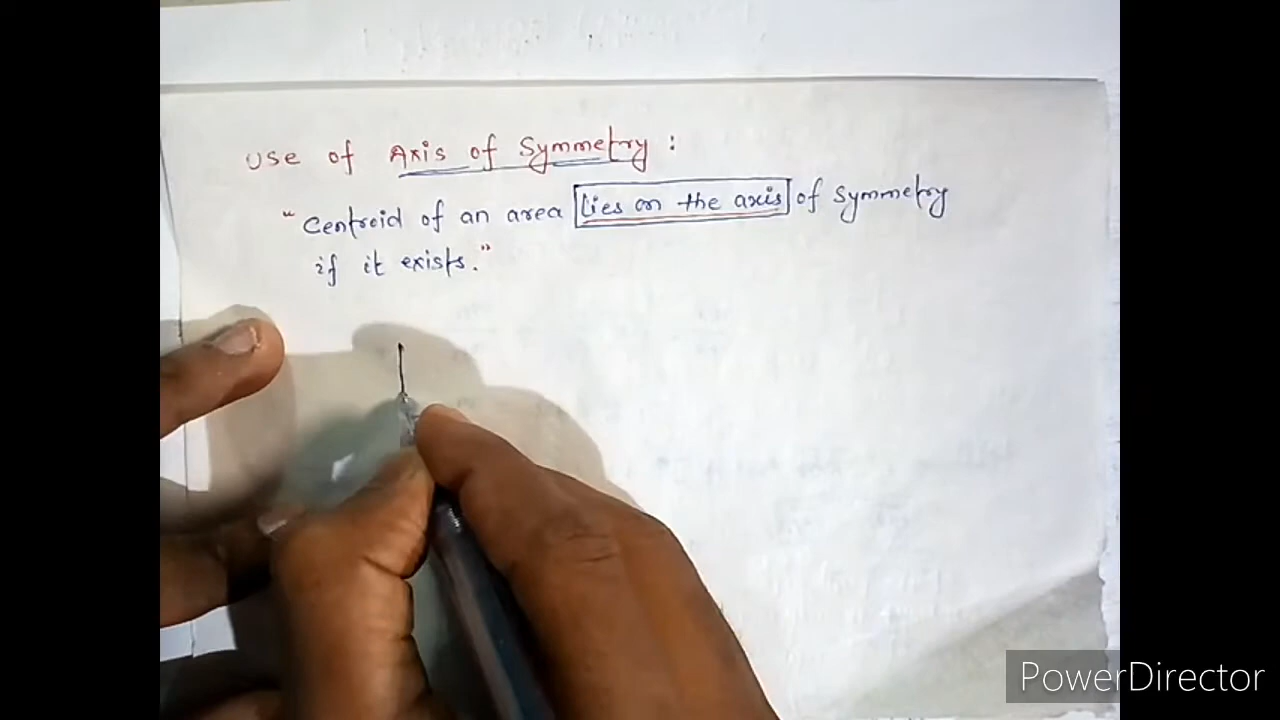 Use of Axis of Symmetry :
"Centroid of an area lies on the axis of symmetry
if it exists."
PowerDirector